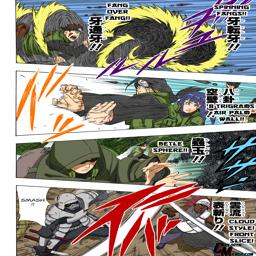 SPINNING
FANGS!!
牙転牙!!
FANG
OVER
FANG!!
牙通牙!!
八卦
空壁掌!!
8 TRIGRAMS
AIR PALM
WALL!!
蟲玉!!
BETLE
SPHERE!!
雲流
表斬り!!
CLOUD
STYLE!
FRONT
SLICE!
SMASH
!!